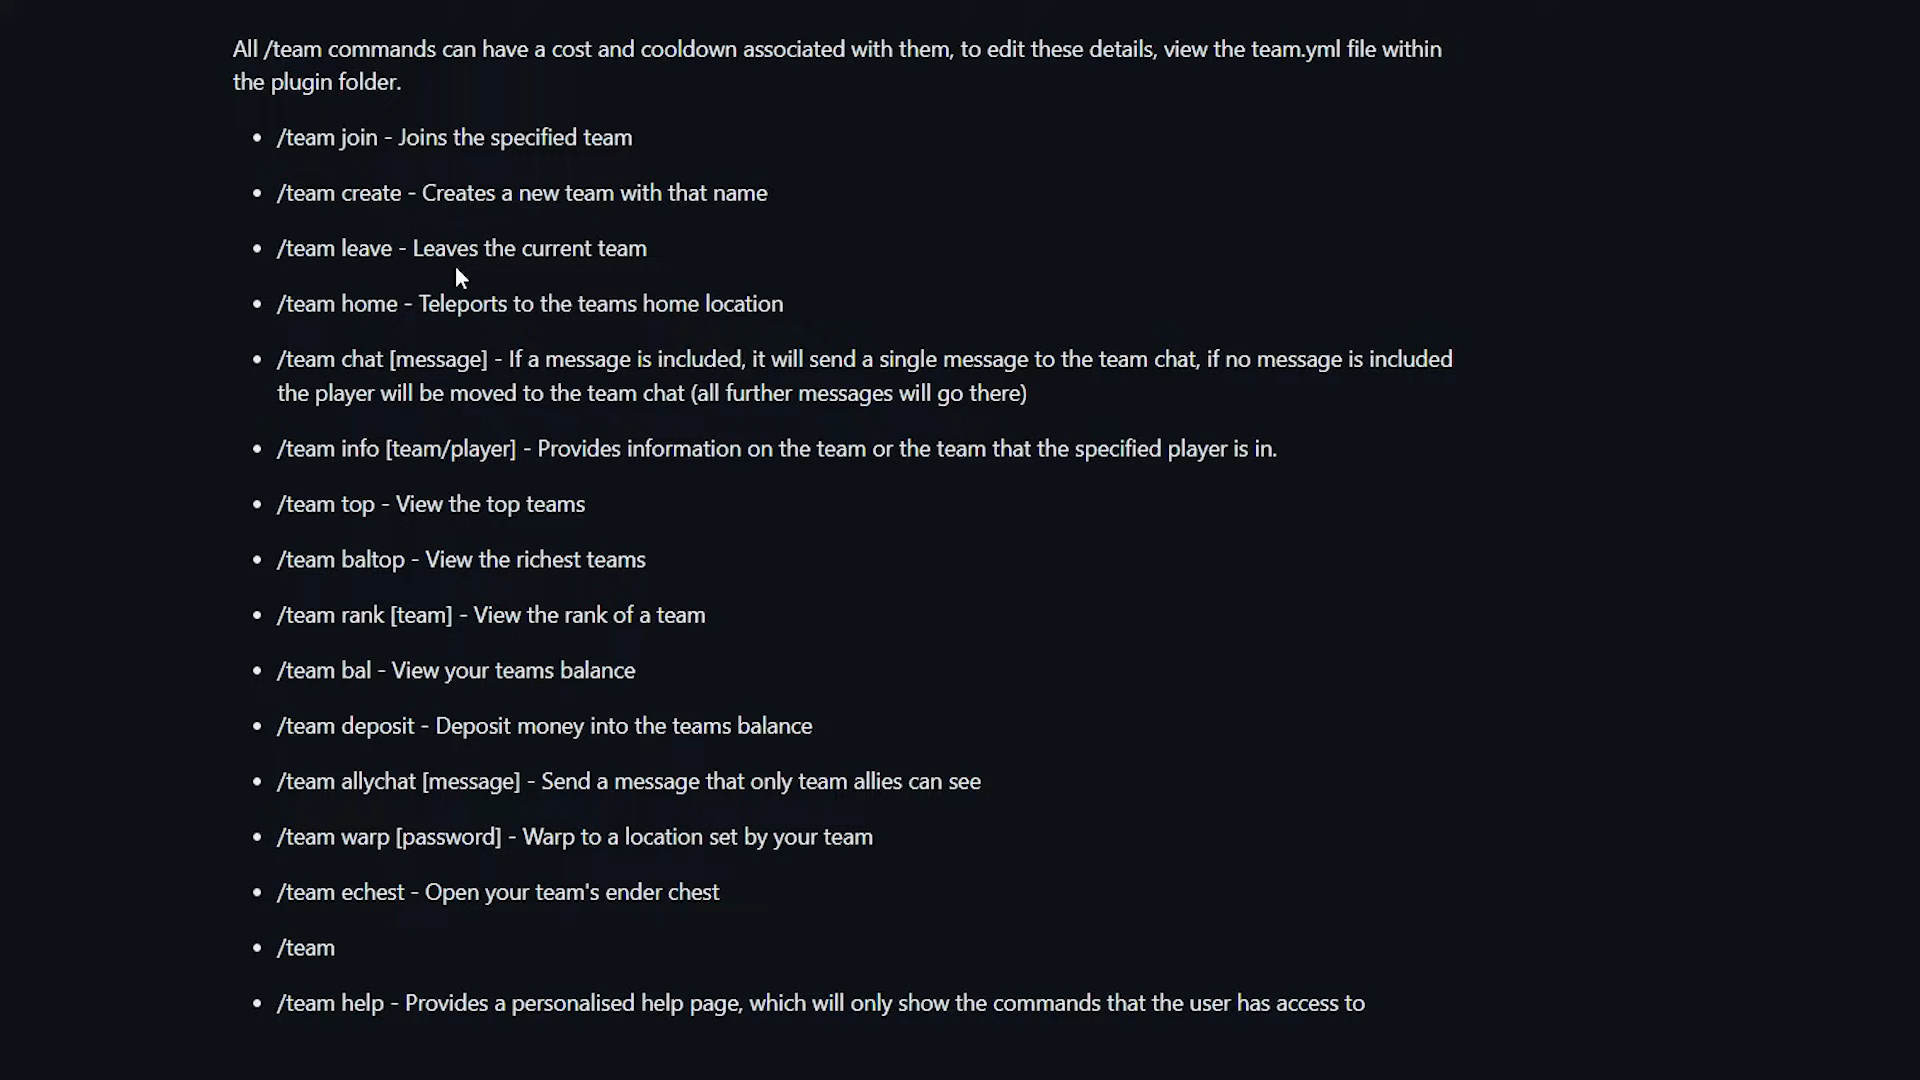 All /team commands can have a cost and cooldown associated with them, to edit these details, view the team.yml file within
the plugin folder.
• /team join - Joins the specified team
• /team create - Creates a new team with that name
• /team leave - Leaves the current team
• /team home - Teleports to the teams home location
• /team chat [message] - If a message is included, it will send a single message to the team chat, if no message is included
the player will be moved to the team chat (all further messages will go there)
• /team info [team/player] - Provides information on the team or the team that the specified player is in.
• /team top - View the top teams
• /team baltop - View the richest teams
• /team rank [team] - View the rank of a team
• /team bal - View your teams balance
• /team deposit - Deposit money into the teams balance
• /team allychat [message] - Send a message that only team allies can see
• /team warp [password] - Warp to a location set by your team
• /team echest - Open your team's ender chest
• /team
• /team help - Provides a personalised help page, which will only show the commands that the user has access to